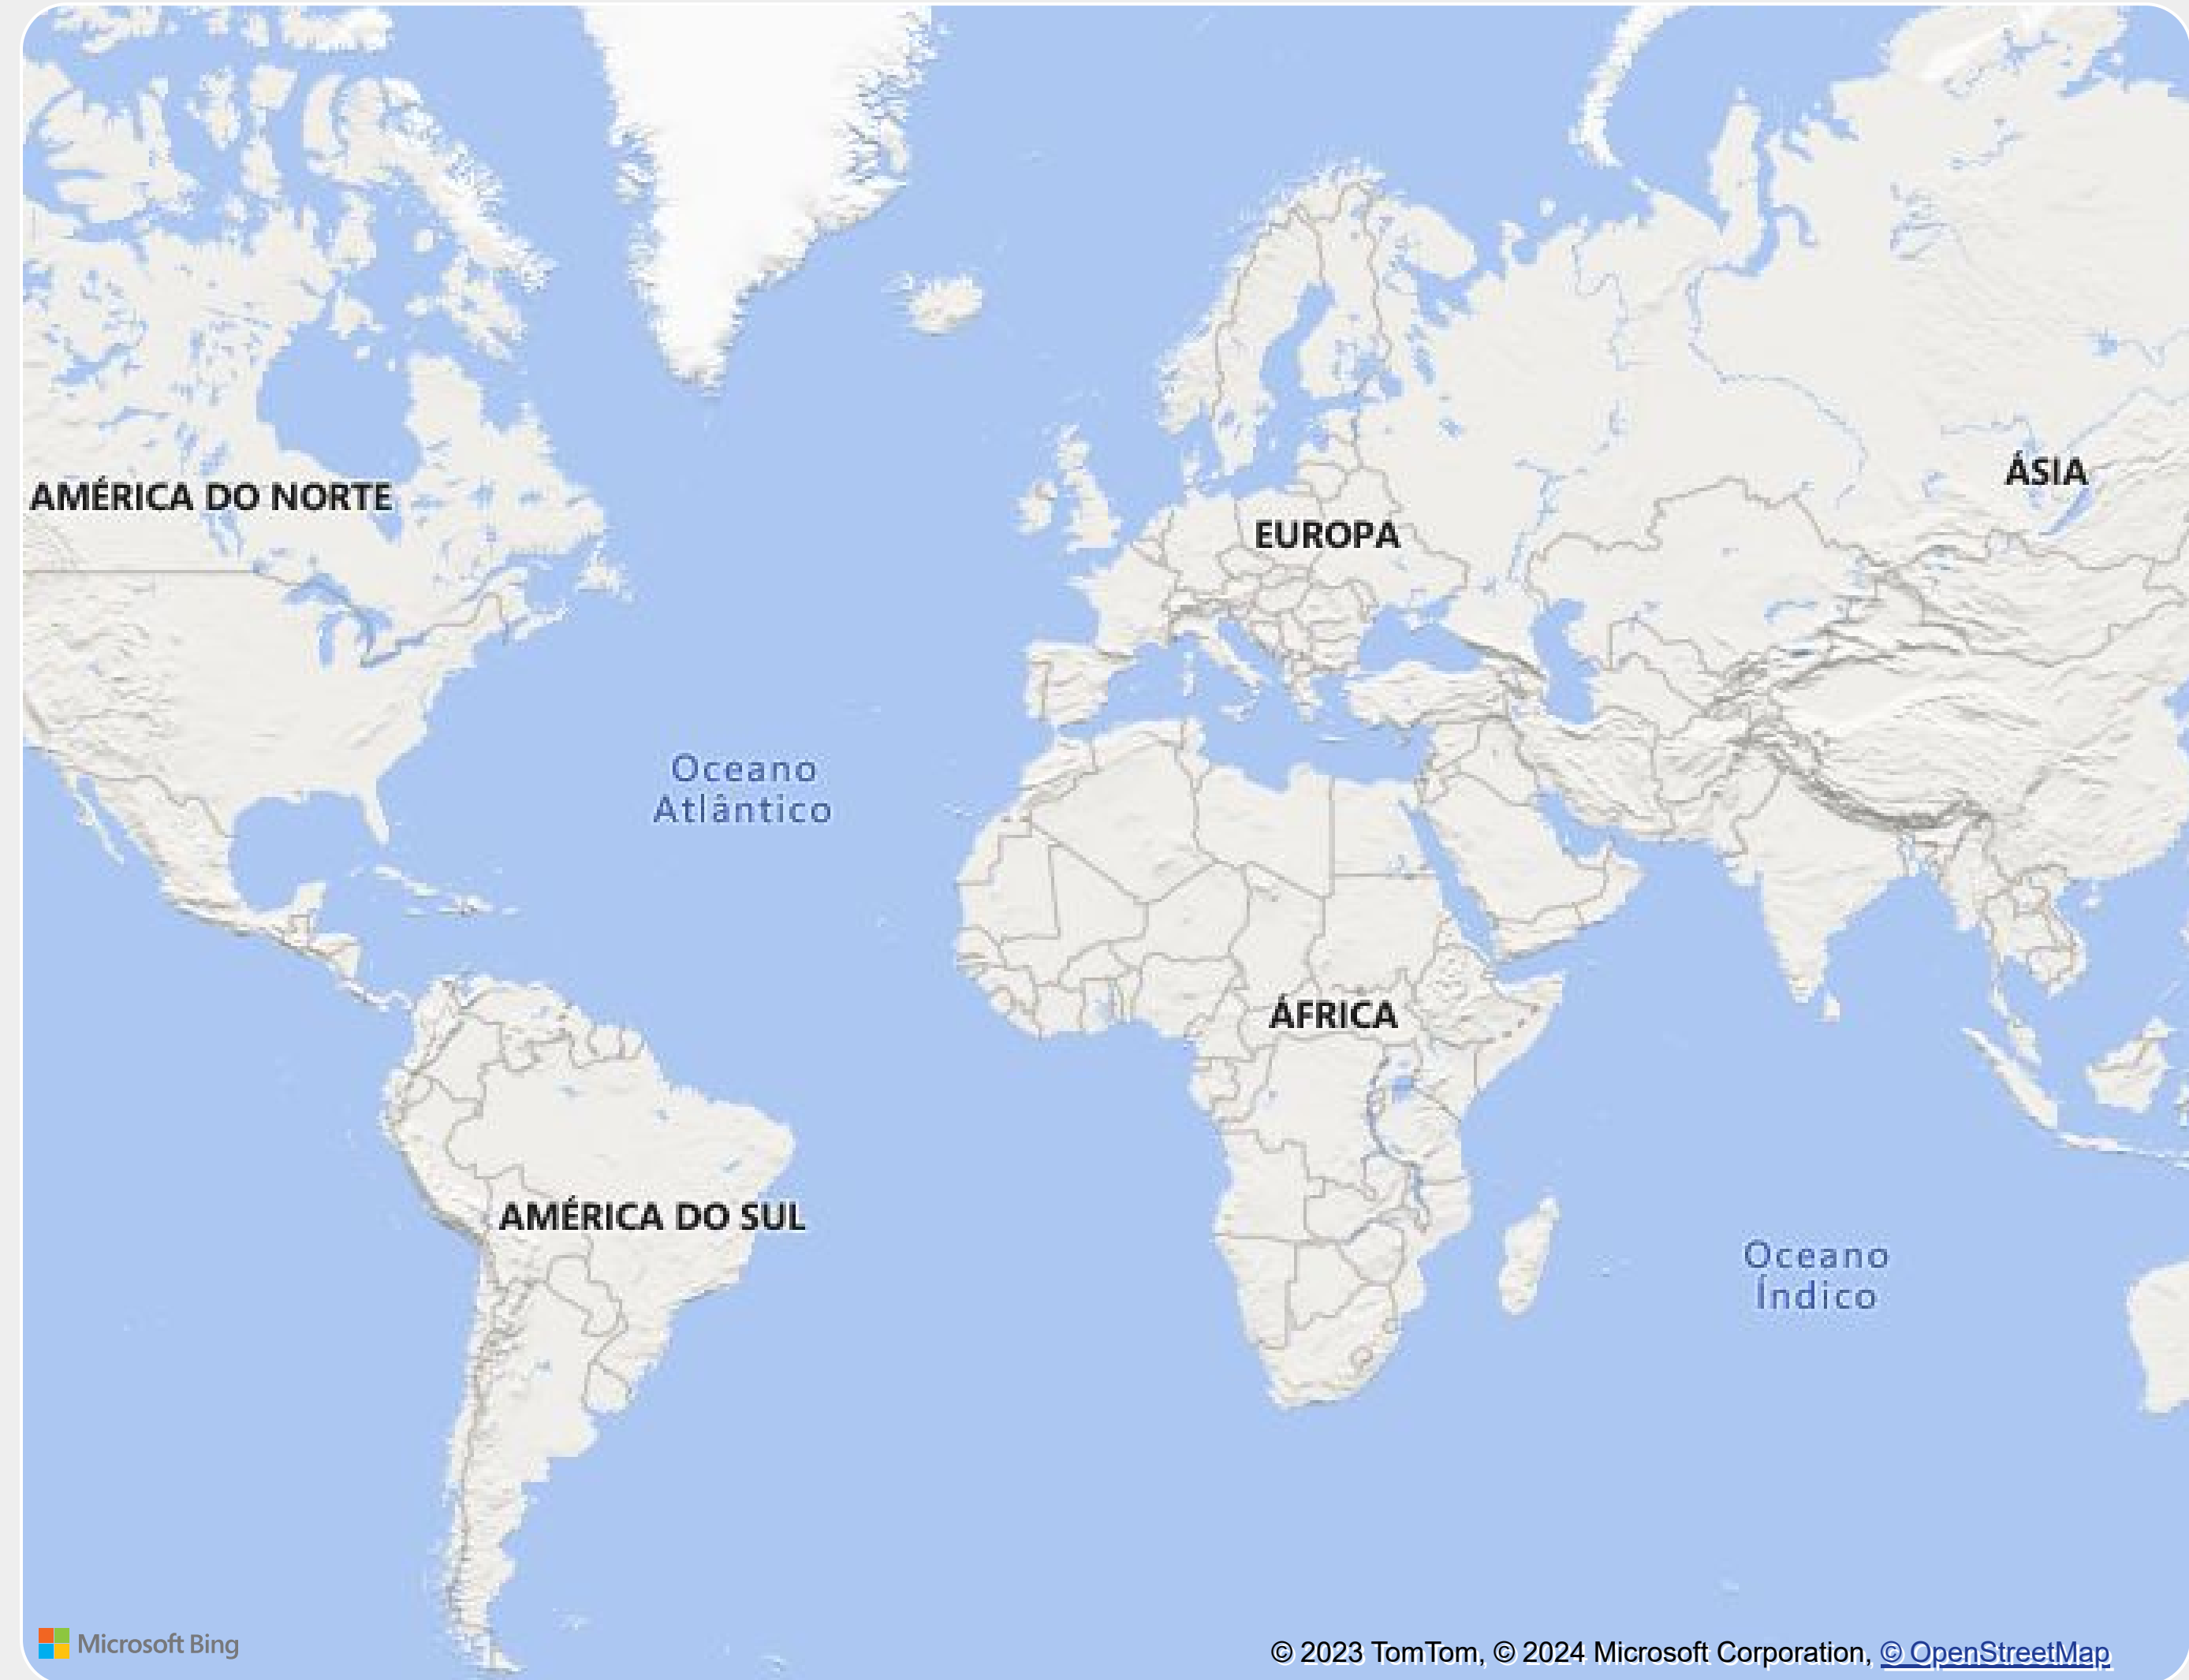 ÁSIA
AMÉRICA DO NORTE
EUROPA
Oceano
Atlântico
ÁFRICA
AMÉRICA DO SUL
Oceano
Índico
Microsoft Bing
© 2023 TomTom, © 2024 Microsoft Corporation, © OpenStreetMap